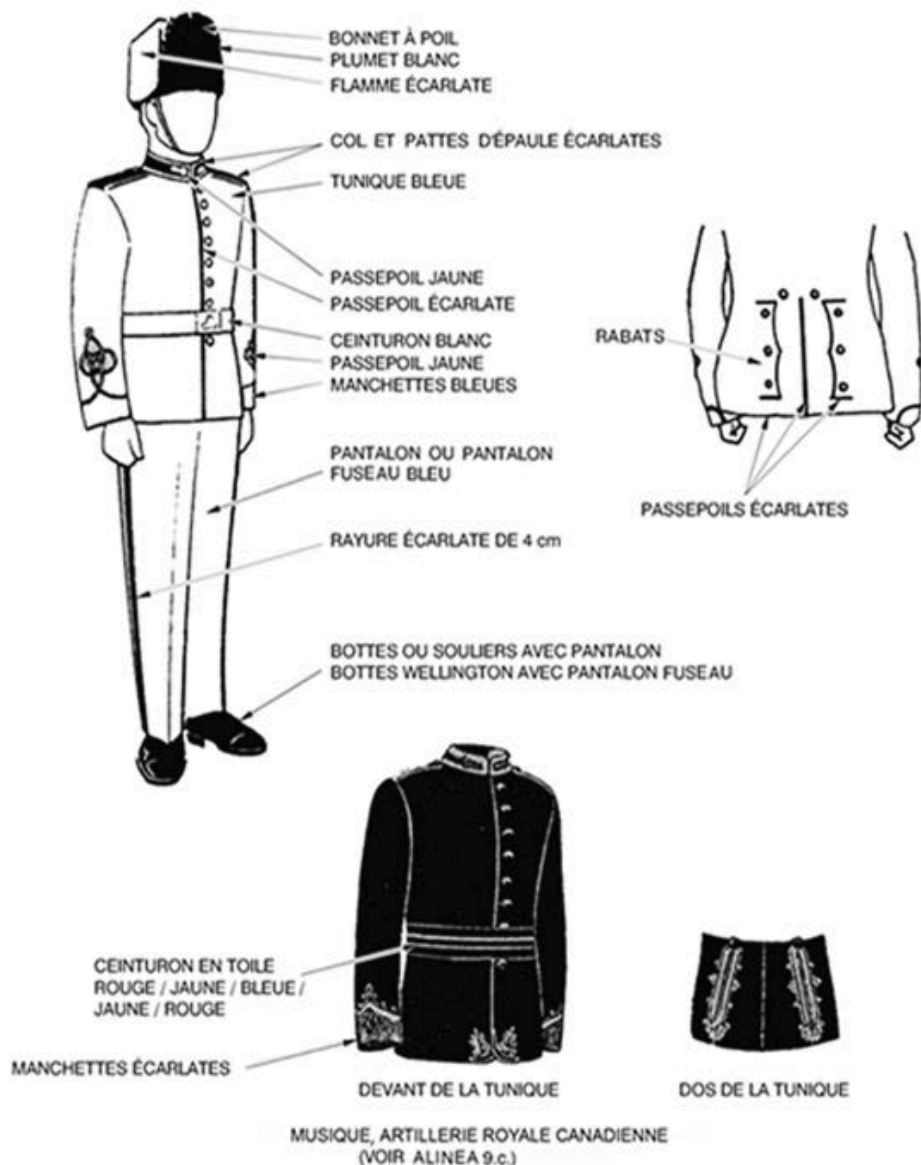 BONNET À POIL
PLUMET BLANC
FLAMME ÉCARLATE
COL ET PATTES D'ÉPAULE ÉCARLATES
TUNIQUE BLEUE
PASSEPOIL JAUNE
PASSEPOIL ÉCARLATE
CEINTURON BLANC
PASSEPOIL JAUNE
MANCHETTES BLEUES
RABATS
PASSEPOILS ÉCARLATES
PANTALON OU PANTALON
FUSEAU BLEU
RAYURE ÉCARLATE DE 4 cm
BOTTES OU SOULIERS AVEC PANTALON
BOTTES WELLINGTON AVEC PANTALON FUSEAU
CEINTURON EN TOILE
ROUGE / JAUNE / BLEUE /
JAUNE / ROUGE
MANCHETTES ÉCARLATES
DEVANT DE LA TUNIQUE
DOS DE LA TUNIQUE
MUSIQUE, ARTILLERIE ROYALE CANADIENNE
(VOIR ALINEA 9.c.)